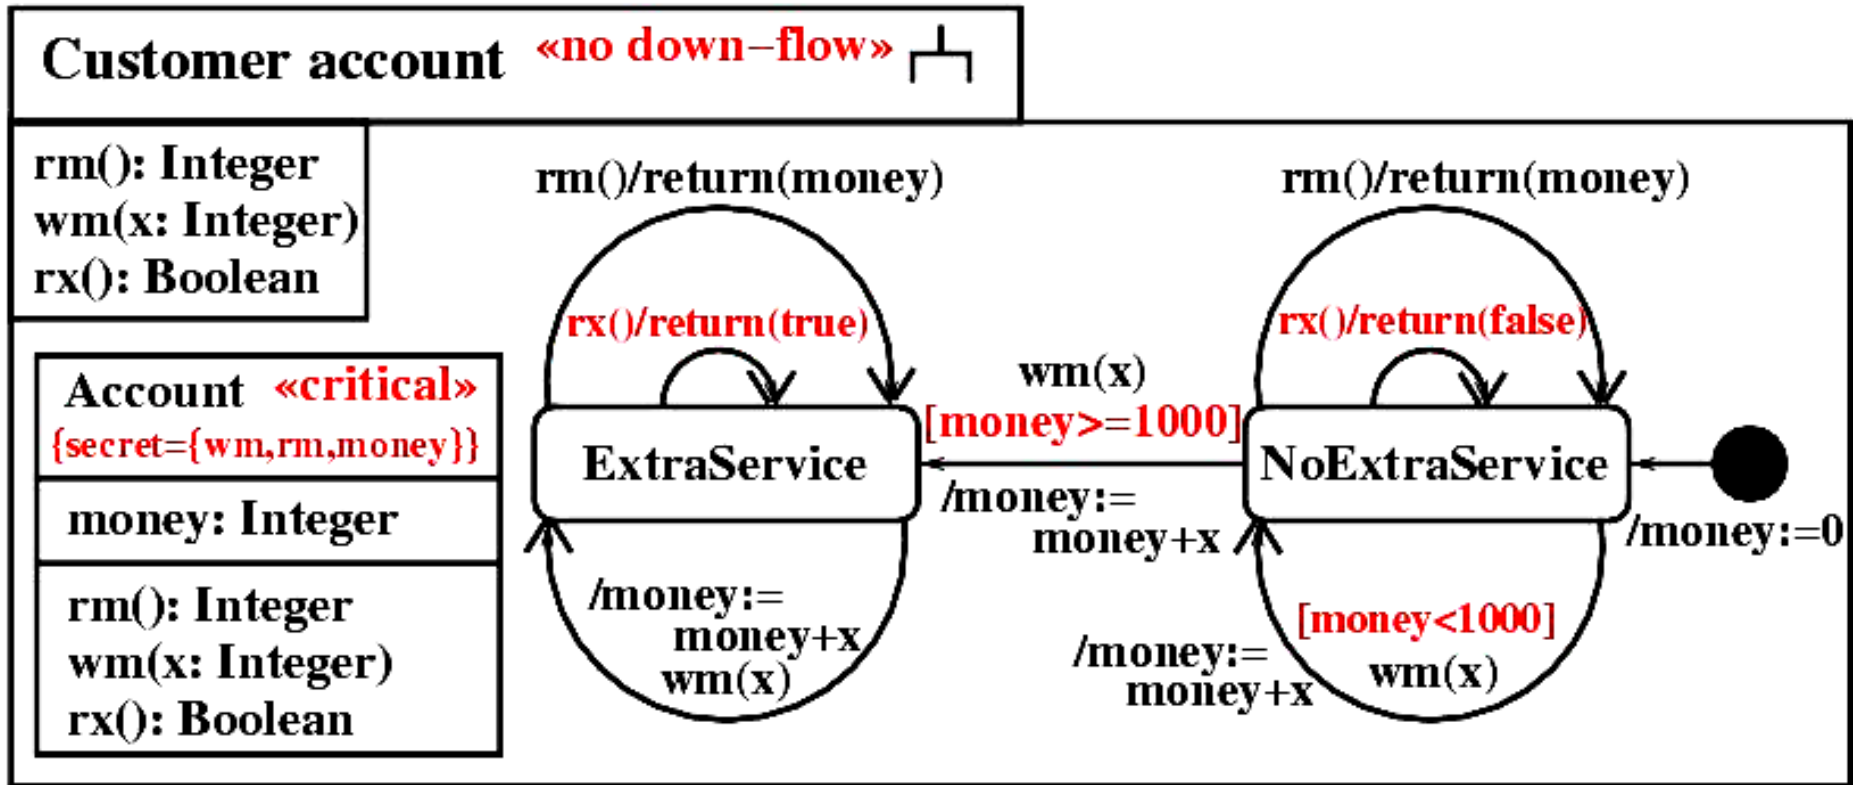 Customer account «no down−flow»
rm(): Integer
wm(x: Integer)
rx(): Boolean
Account «critical»
{secret={wm,rm,money}}
money: Integer
rm(): Integer
wm(x: Integer)
rx(): Boolean
rm()/return(money)
rx()/return(true)
ExtraService
/money:=
money+x
wm(x)
wm(x)
[money>=1000]
/money:=
money+x
rm()/return(money)
rx()/return(false)
NoExtraService
/money:=0
[money<1000]
wm(x)
/money:=
money+x